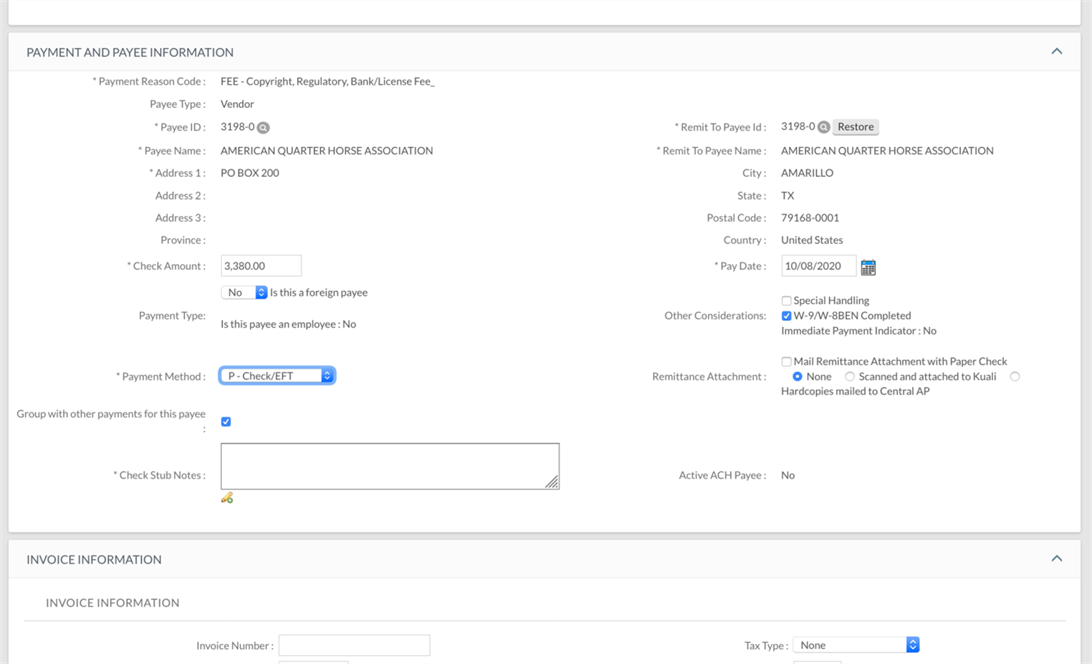 PAYMENT AND PAYEE INFORMATION
* Payment Reason Code : FEE - Copyright, Regulatory, Bank/License Fee_
Payee Type : Vendor
* Payee ID : 3198-0 * Remit To Payee Id : 3198-0 Restore
* Payee Name : AMERICAN QUARTER HORSE ASSOCIATION * Remit To Payee Name : AMERICAN QUARTER HORSE ASSOCIATION
* Address 1 : PO BOX 200 City : AMARILLO
Address 2 : State : TX
Address 3 : Postal Code : 79168-0001
Province : Country : United States
* Check Amount : 3,380.00 * Pay Date : 10/08/2020
No Is this a foreign payee
Special Handling
Payment Type: Other Considerations: W-9/W-8BEN Completed
Is this payee an employee : No
Immediate Payment Indicator : No
Mail Remittance Attachment with Paper Check
* Payment Method : P - Check/EFT Remittance Attachment : None Scanned and attached to Kuali
Hardcopies mailed to Central AP
Group with other payments for this payee
:
* Check Stub Notes : Active ACH Payee : No
INVOICE INFORMATION
INVOICE INFORMATION
Invoice Number : Tax Type : None